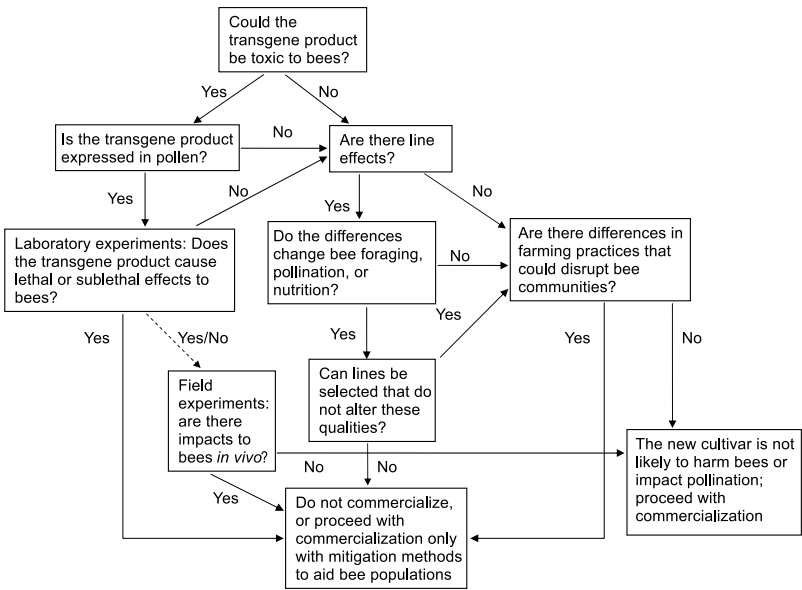 Could the
transgene product
be toxic to bees?
Yes
No
Is the transgene product
expressed in pollen?
No
Are there line
effects?
Yes
No
Yes
No
Laboratory experiments: Does
the transgene product cause
lethal or sublethal effects to
bees?
Do the differences
change bee foraging,
pollination, or
nutrition?
No
Are there differences in
farming practices that
could disrupt bee
communities?
Yes
Yes/No
Yes
Yes
Yes
No
Field
experiments:
are there
impacts to
bees in vivo?
Can lines be
selected that do
not alter these
qualities?
No
No
Yes
The new cultivar is not
likely to harm bees or
impact pollination;
proceed with
commercialization
Do not commercialize,
or proceed with
commercialization only
with mitigation methods
to aid bee populations